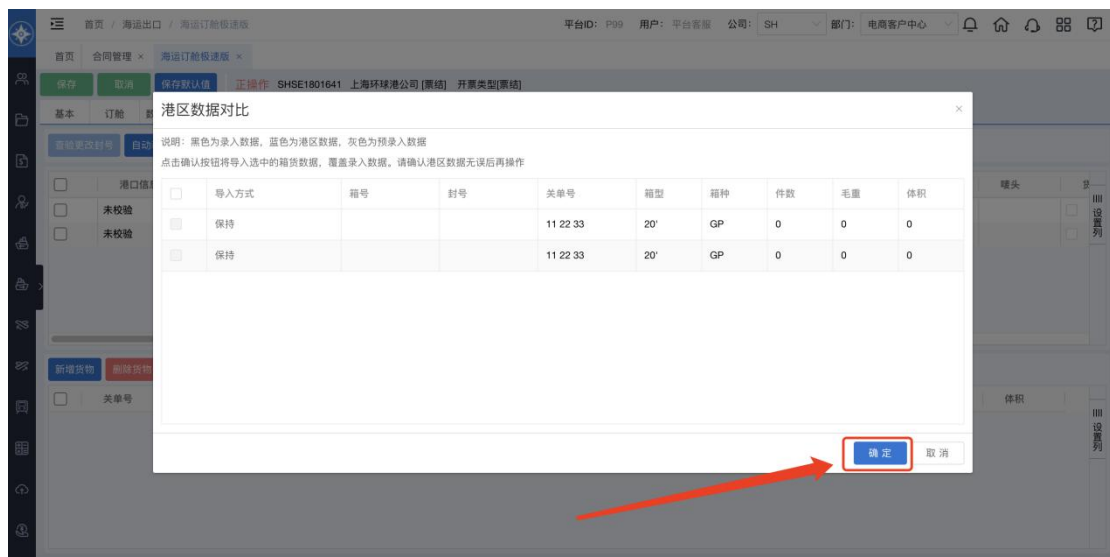 首页 / 海运出口 / 海运订舱极速版
平台ID: P99 用户: 平台客服 公司: SH 部门: 电商客户中心
首页 合同管理 × 海运订舱极速版 ×
保存 取消 保存默认值 正操作 SHSE1801641 上海环球港公司 [票结] 开票类型[票结]
基本 订舱
港区数据对比 ×
查验更改封号 自动
说明: 黑色为录入数据, 蓝色为港区数据, 灰色为预录入数据
点击确认按钮将导入选中的箱货数据, 覆盖录入数据。请确认港区数据无误后再操作
港口信息 唛头
导入方式 箱号 封号 关单号 箱型 箱种 件数 毛重 体积
未校验
保持 11 22 33 20' GP 0 0 0
未校验
保持 11 22 33 20' GP 0 0 0
设置列
新增货物 删除货物
关单号 体积
设置列
确定 取消